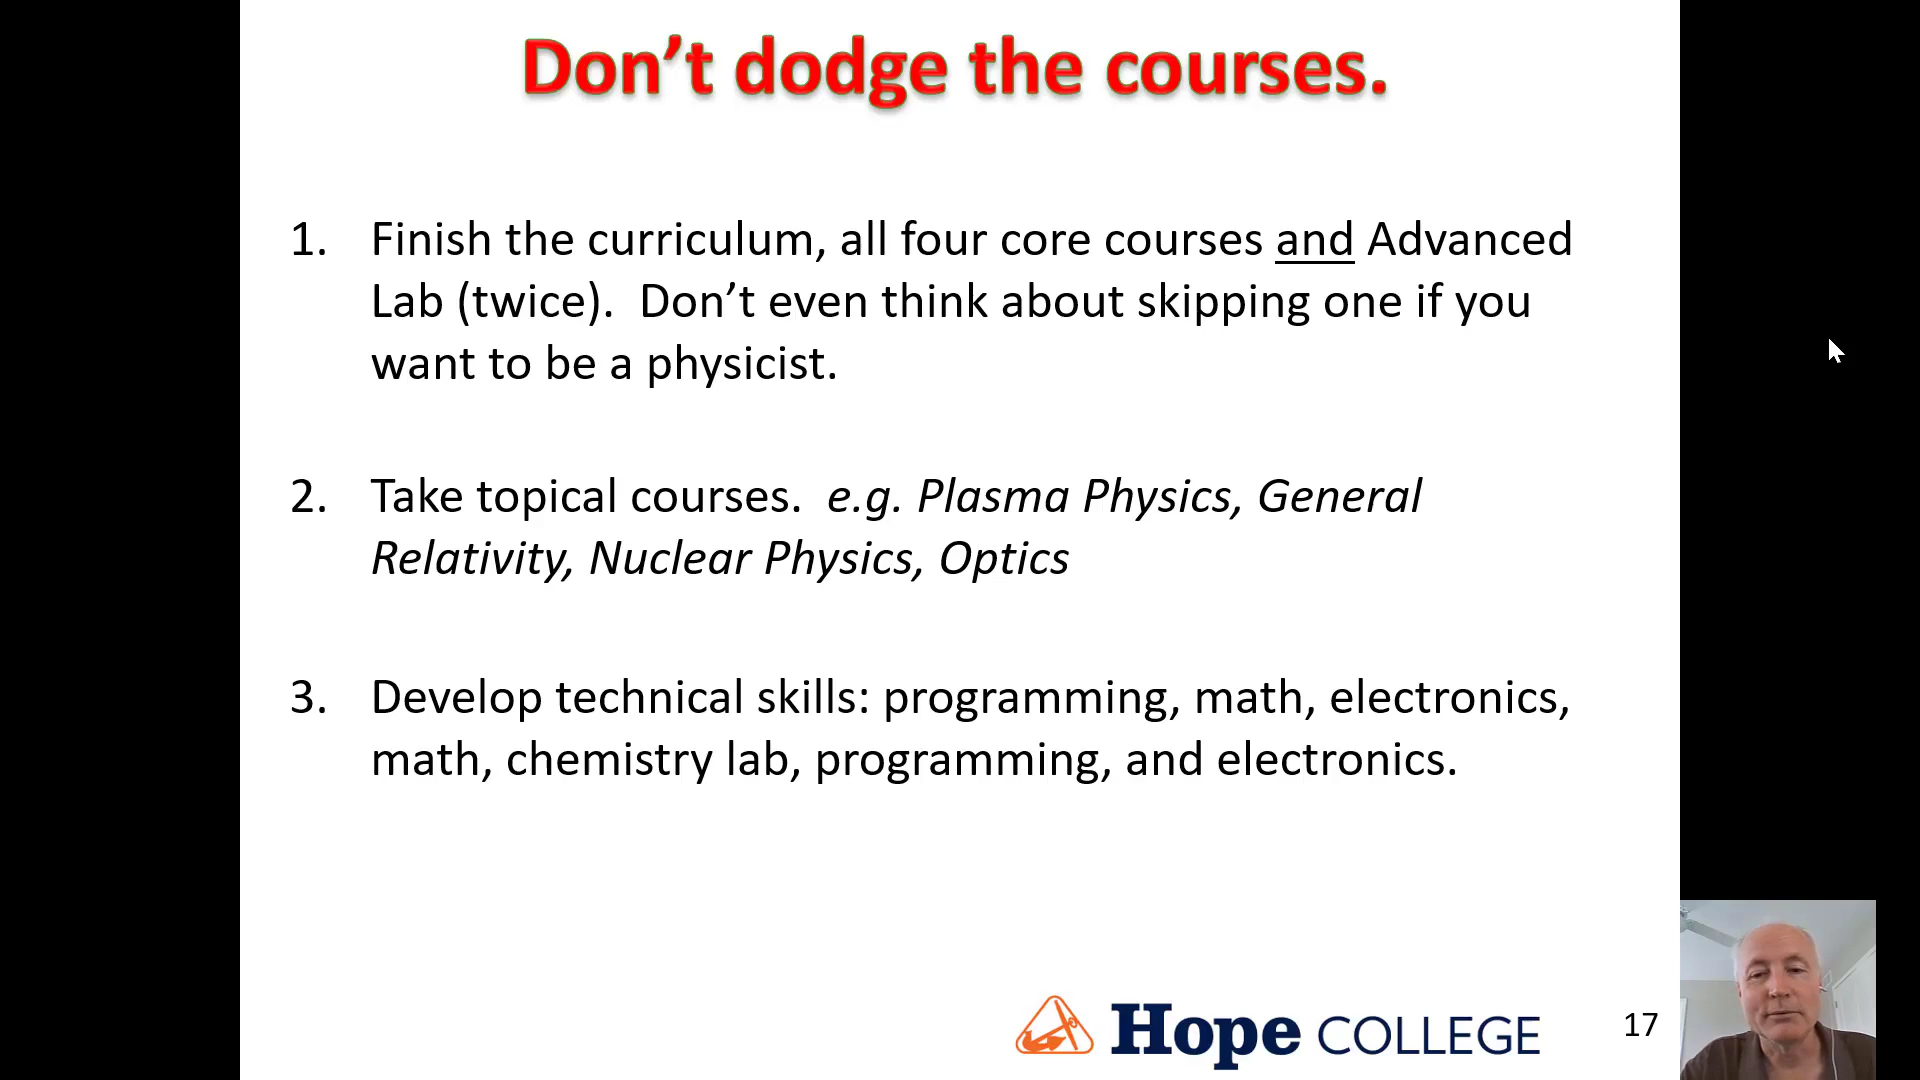 Don’t dodge the courses.
1. Finish the curriculum, all four core courses and Advanced
Lab (twice).  Don’t even think about skipping one if you
want to be a physicist.
2. Take topical courses.  e.g. Plasma Physics, General
Relativity, Nuclear Physics, Optics
3. Develop technical skills: programming, math, electronics,
math, chemistry lab, programming, and electronics.
Hope COLLEGE
17